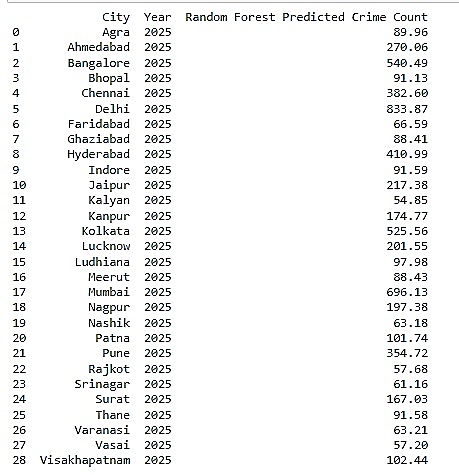 City Year Random Forest Predicted Crime Count
0 Agra 2025 89.96
1 Ahmedabad 2025 270.06
2 Bangalore 2025 540.49
3 Bhopal 2025 91.13
4 Chennai 2025 382.60
5 Delhi 2025 833.87
6 Faridabad 2025 66.59
7 Ghaziabad 2025 88.41
8 Hyderabad 2025 410.99
9 Indore 2025 91.59
10 Jaipur 2025 217.38
11 Kalyan 2025 54.85
12 Kanpur 2025 174.77
13 Kolkata 2025 525.56
14 Lucknow 2025 201.55
15 Ludhiana 2025 97.98
16 Meerut 2025 88.43
17 Mumbai 2025 696.13
18 Nagpur 2025 197.38
19 Nashik 2025 63.18
20 Patna 2025 101.74
21 Pune 2025 354.72
22 Rajkot 2025 57.68
23 Srinagar 2025 61.16
24 Surat 2025 167.03
25 Thane 2025 91.58
26 Varanasi 2025 63.21
27 Vasai 2025 57.20
28 Visakhapatnam 2025 102.44